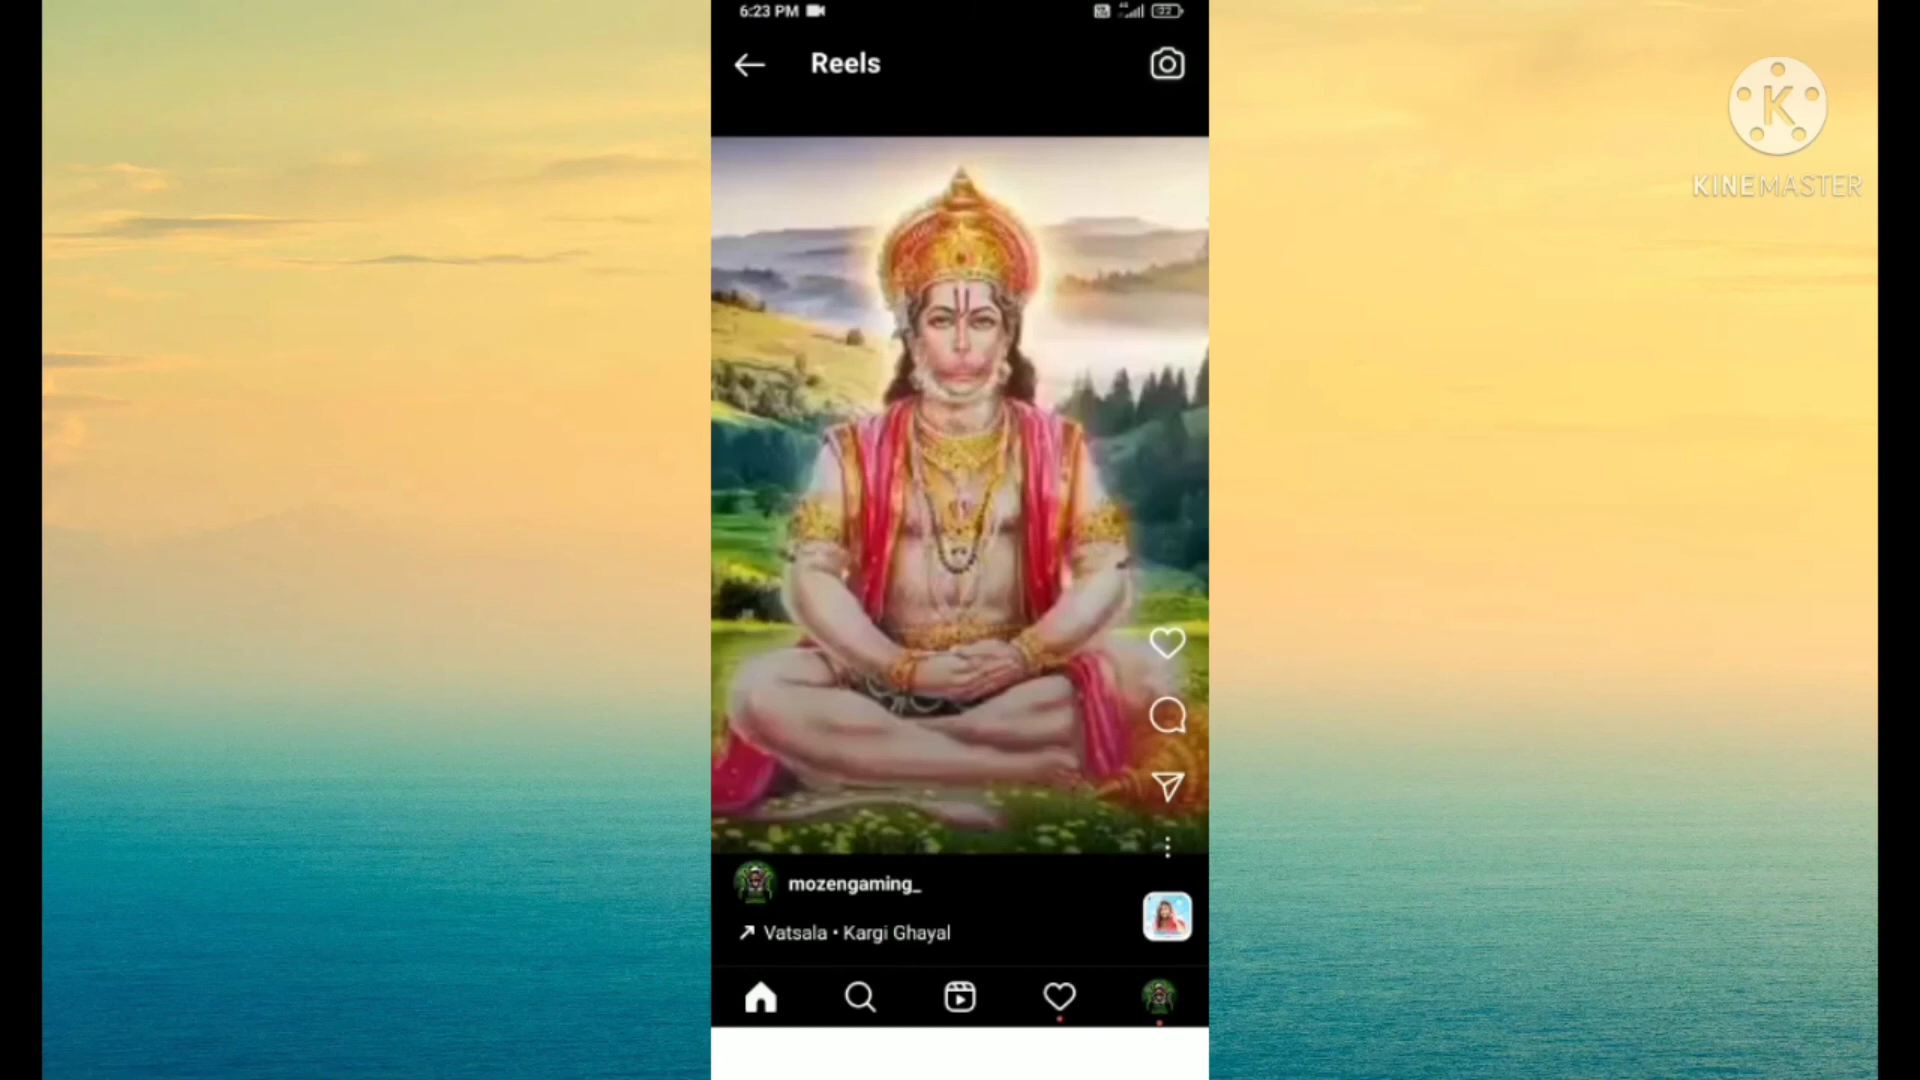 6:23 PM
Reels
KINEMASTER
mozengaming_
Vatsala • Kargi Ghayal